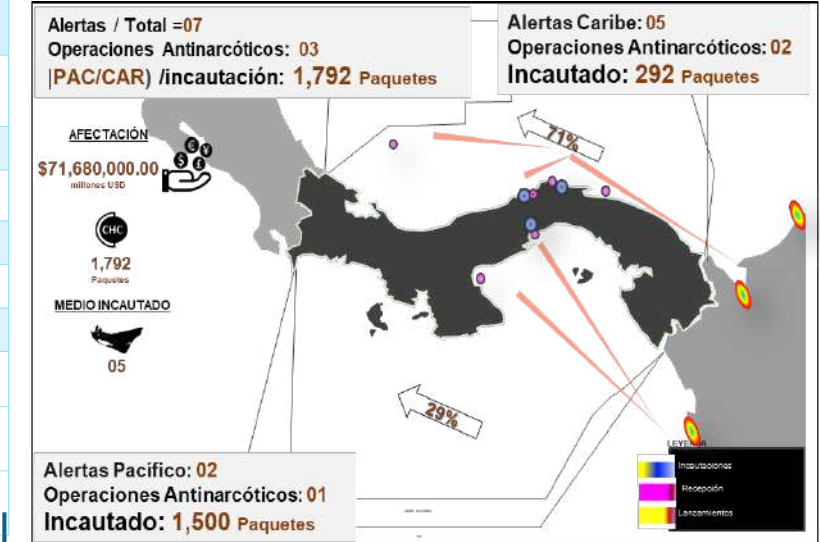 Alertas / Total =07
Operaciones Antinarcóticos: 03
|PAC/CAR) /incautación: 1,792 Paquetes
Alertas Caribe: 05
Operaciones Antinarcóticos: 02
Incautado: 292 Paquetes
AFECTACIÓN
$71,680,000.00
millones USD
CHC
1,792
Paquetes
MEDIO INCAUTADO
05
71%
29%
Alertas Pacífico: 02
Operaciones Antinarcóticos: 01
Incautado: 1,500 Paquetes
LEYENDA
Incautaciones
Recepción
Lanzamientos